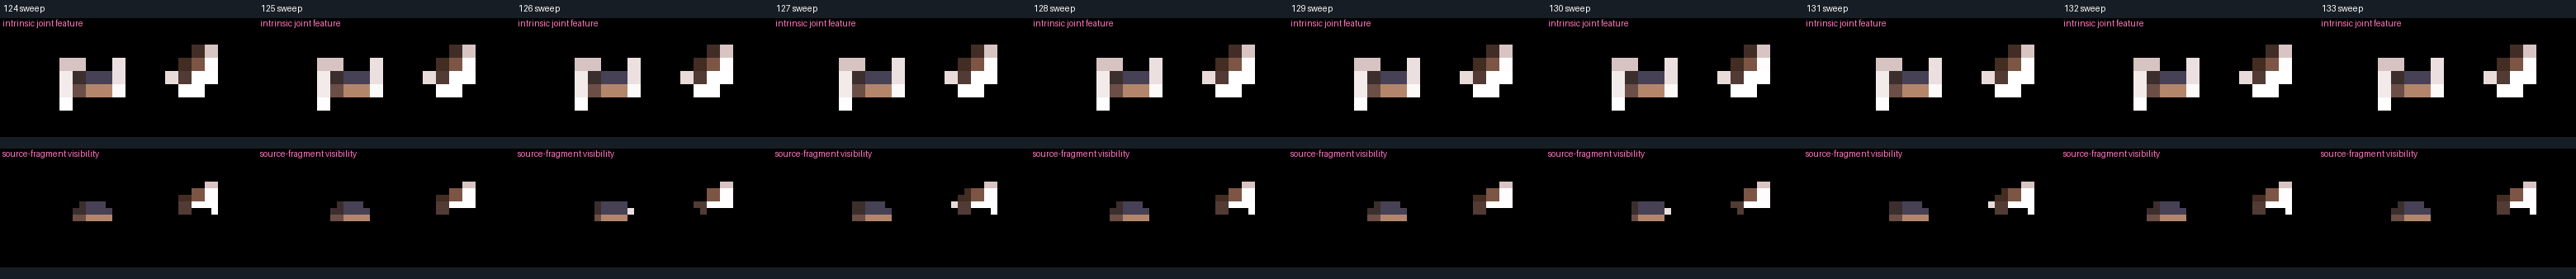 124 sweep 125 sweep 126 sweep 127 sweep 128 sweep 129 sweep 130 sweep 131 sweep 132 sweep 133 sweep
intrinsic joint feature intrinsic joint feature intrinsic joint feature intrinsic joint feature intrinsic joint feature intrinsic joint feature intrinsic joint feature intrinsic joint feature intrinsic joint feature intrinsic joint feature
source-fragment visibility source-fragment visibility source-fragment visibility source-fragment visibility source-fragment visibility source-fragment visibility source-fragment visibility source-fragment visibility source-fragment visibility source-fragment visibility